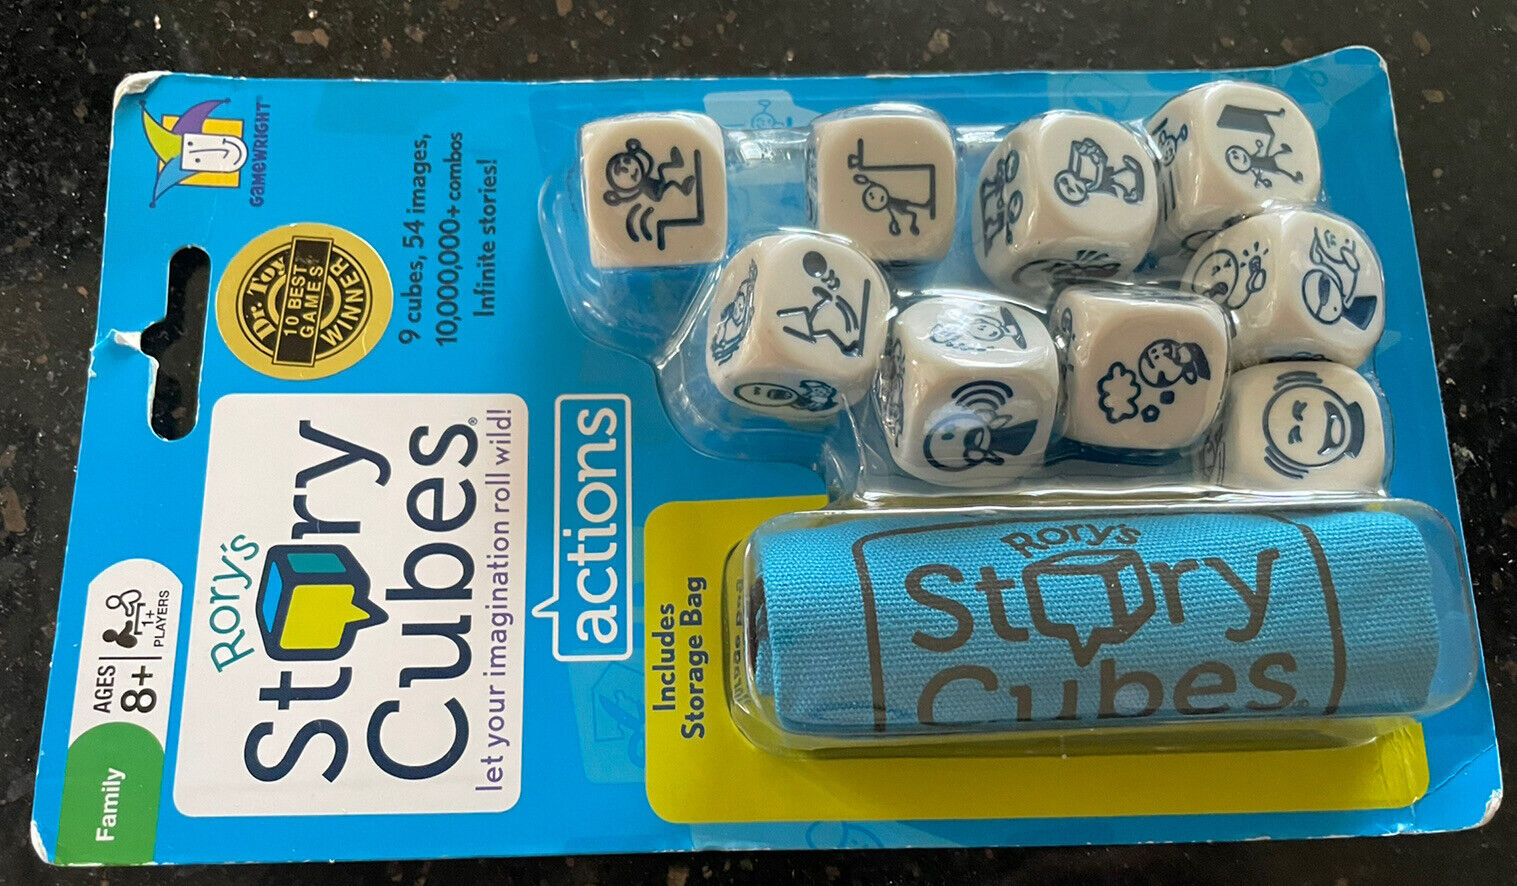 GAMEWRIGHT®
Dr. Toy
10 BEST
GAMES
WINNER
9 cubes, 54 images,
10,000,000+ combos
Infinite stories!
Rory's
Story
Cubes®
let your imagination roll wild!
actions
Family
AGES
8+
1+
PLAYERS
Includes
Storage Bag
Rory's
Story
Cubes